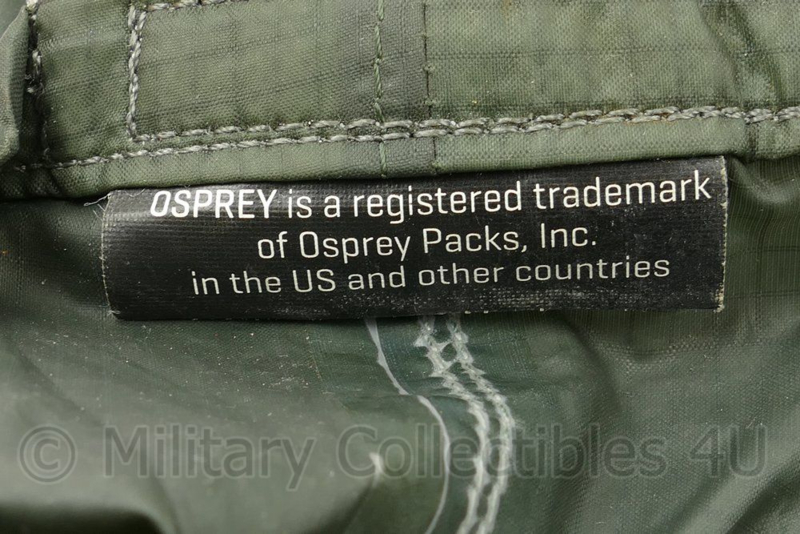 OSPREY is a registered trademark
of Osprey Packs, Inc.
in the US and other countries
© Military Collectibles 4U